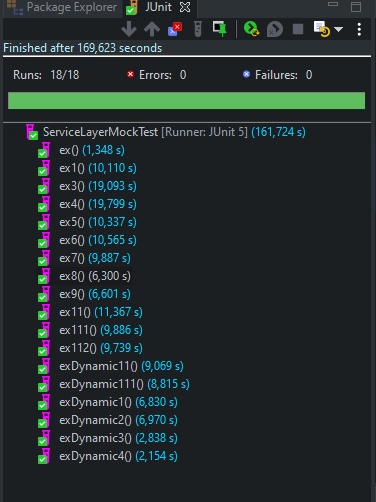 Package Explorer JUnit
Finished after 169,623 seconds
Runs: 18/18 Errors: 0 Failures: 0
ServiceLayerMockTest [Runner: JUnit 5] (161,724 s)
ex() (1,348 s)
ex1() (10,110 s)
ex3() (19,093 s)
ex4() (19,799 s)
ex5() (10,337 s)
ex6() (10,565 s)
ex7() (9,887 s)
ex8() (6,300 s)
ex9() (6,601 s)
ex11() (11,367 s)
ex111() (9,886 s)
ex112() (9,739 s)
exDynamic11() (9,069 s)
exDynamic111() (8,815 s)
exDynamic1() (6,830 s)
exDynamic2() (6,970 s)
exDynamic3() (2,838 s)
exDynamic4() (2,154 s)